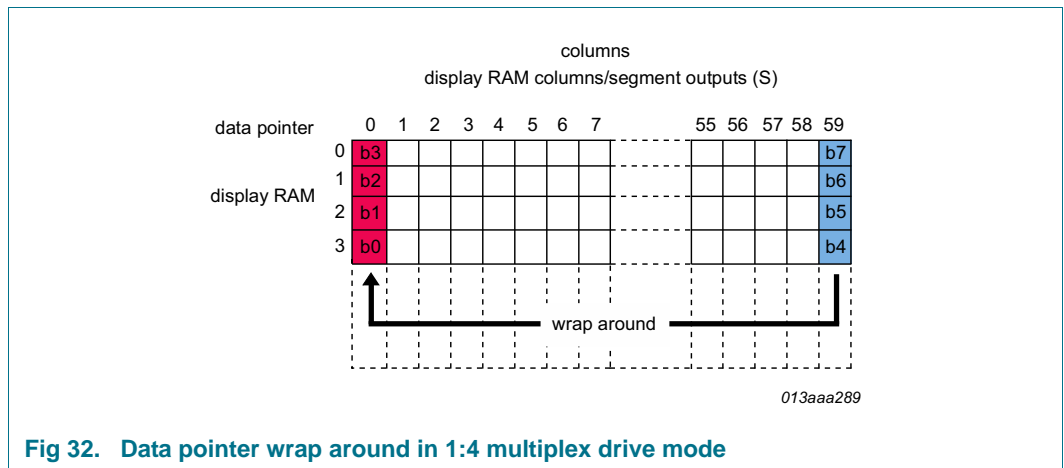 columns
display RAM columns/segment outputs (S)
data pointer 0 1 2 3 4 5 6 7 55 56 57 58 59
0 b3 b7
1 b2 b6
display RAM
2 b1 b5
3 b0 b4
wrap around
013aaa289
Fig 32. Data pointer wrap around in 1:4 multiplex drive mode